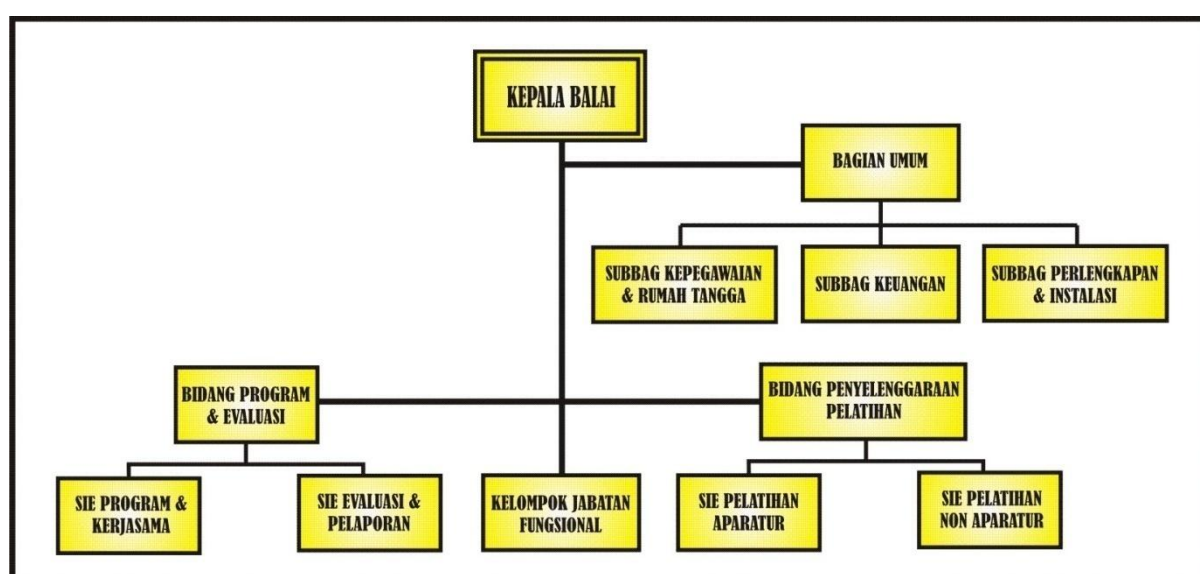 KEPALA BALAI
BAGIAN UMUM
SUBBAG KEPEGAWAIAN
& RUMAH TANGGA
SUBBAG KEUANGAN
SUBBAG PERLENGKAPAN
& INSTALASI
BIDANG PROGRAM
& EVALUASI
BIDANG PENYELENGGARAAN
PELATIHAN
SIE PROGRAM &
KERJASAMA
SIE EVALUASI &
PELAPORAN
KELOMPOK JABATAN
FUNGSIONAL
SIE PELATIHAN
APARATUR
SIE PELATIHAN
NON APARATUR